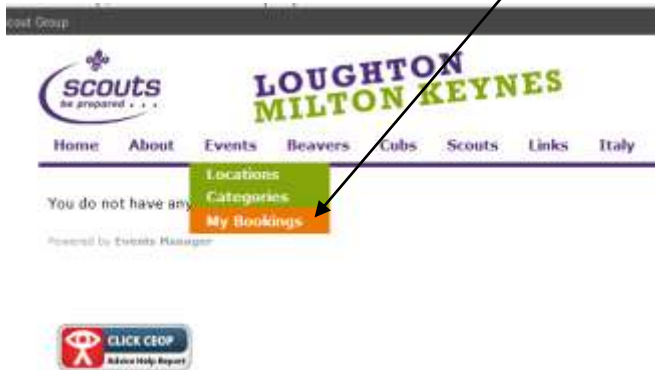 Scout Group
scouts
be prepared . . .
LOUGHTON
MILTON KEYNES
Home About Events Beavers Cubs Scouts Links Italy
Locations
Categories
My Bookings
You do not have any
Powered by Events Manager
CLICK CEOP
Advice Help Report